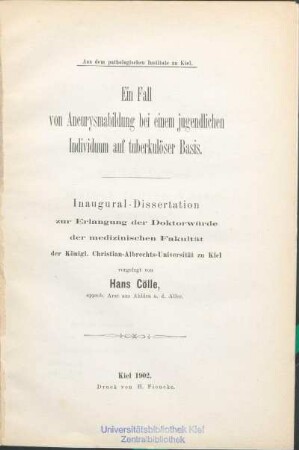 Aus dem pathologischen Institute zu Kiel.
Ein Fall
von Aneurysmabildung bei einem jugendlichen
Individuum auf tuberkulöser Basis.
Inaugural-Dissertation
zur Erlangung der Doktorwürde
der medizinischen Fakultät
der Königl. Christian-Albrechts-Universität zu Kiel
vorgelegt von
Hans Cölle,
approb. Arzt aus Ahlden a. d. Aller.
Kiel 1902.
Druck von H. Fiencke.
Universitätsbibliothek Kiel
Zentralbibliothek